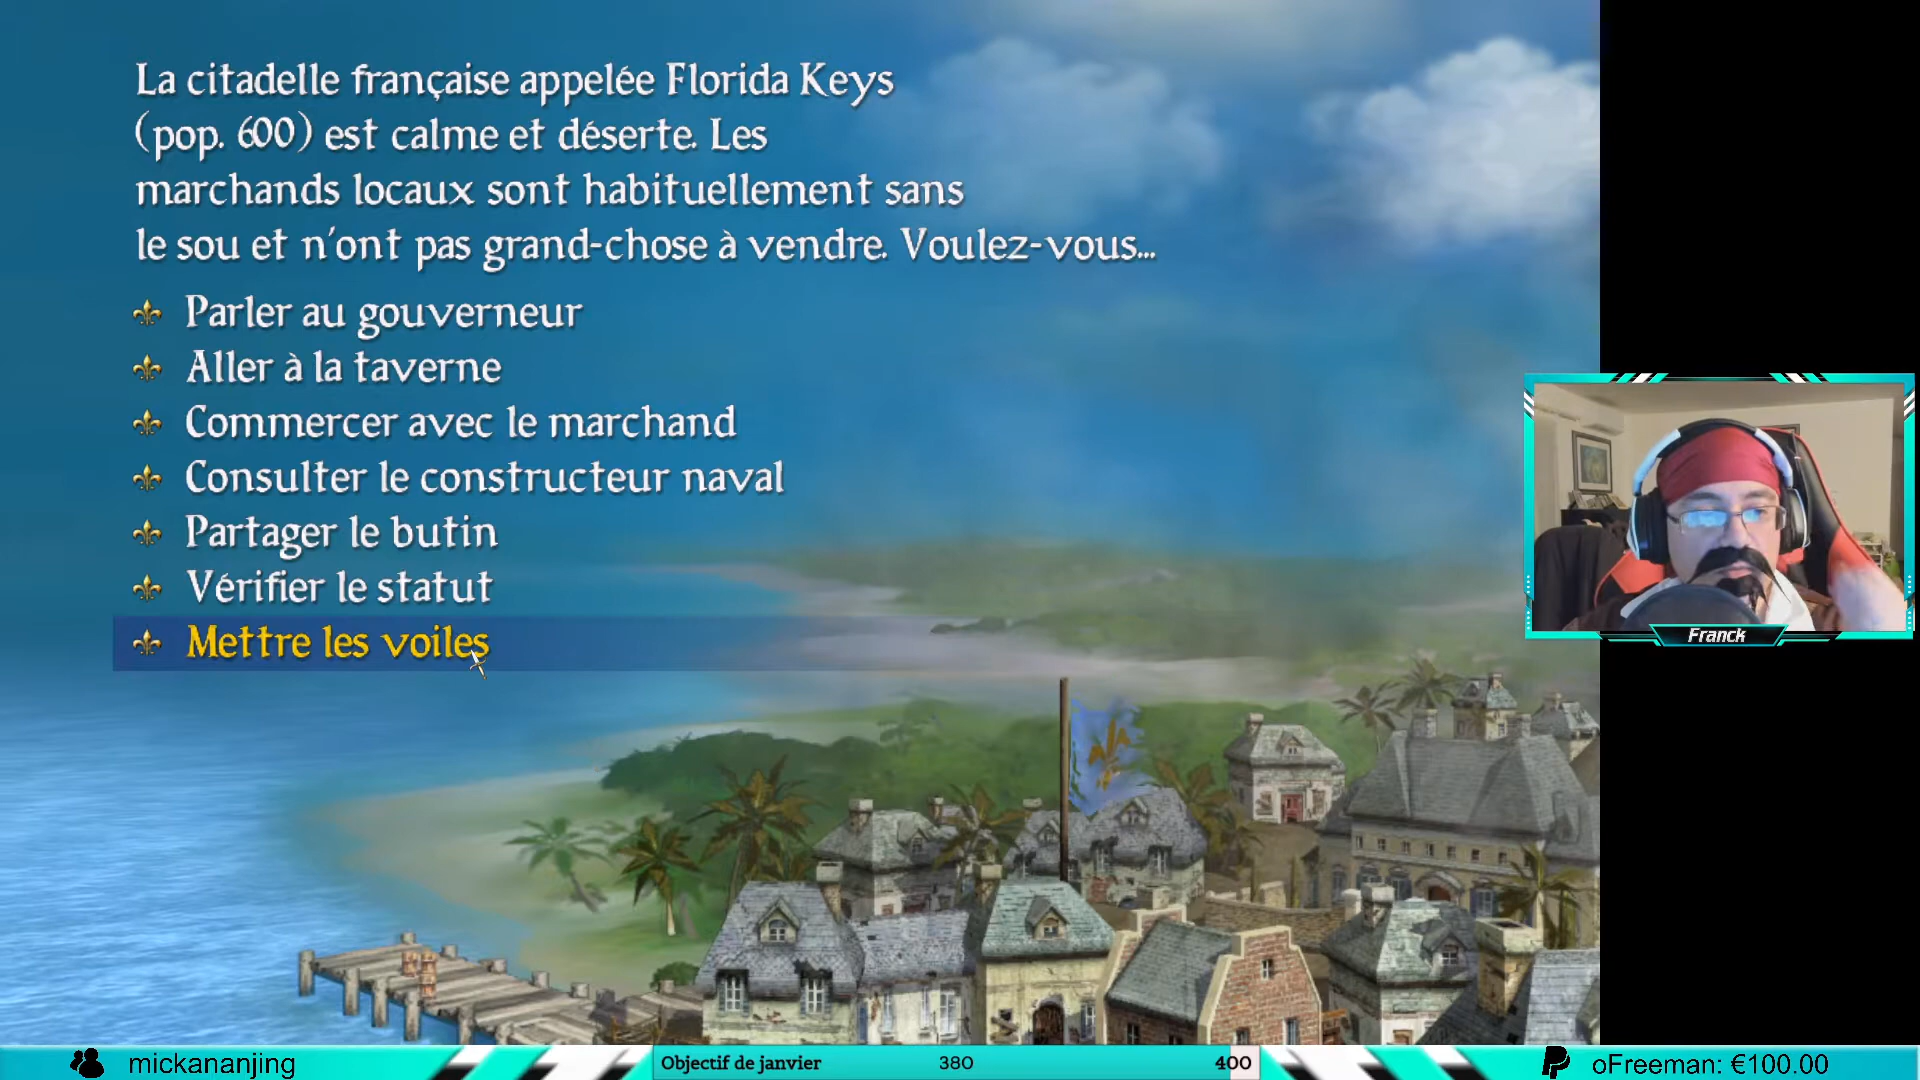 La citadelle française appelée Florida Keys
(pop. 600) est calme et déserte. Les
marchands locaux sont habituellement sans
le sou et n'ont pas grand-chose à vendre. Voulez-vous...
Parler au gouverneur
Aller à la taverne
Commercer avec le marchand
Consulter le constructeur naval
Partager le butin
Vérifier le statut
Mettre les voiles
Franck
mickananjing
Objectif de janvier 380 400
oFreeman: €100.00